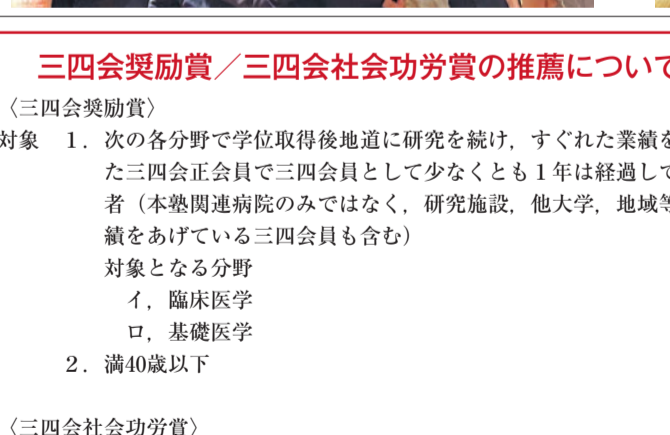 三四会奨励賞／三四会社会功労賞の推薦について
〈三四会奨励賞〉
対象　１．次の各分野で学位取得後地道に研究を続け，すぐれた業績を
た三四会正会員で三四会員として少なくとも１年は経過して
者（本塾関連病院のみではなく，研究施設，他大学，地域等
績をあげている三四会員も含む）
対象となる分野
イ，臨床医学
ロ，基礎医学
２．満40歳以下
〈三四会社会功労賞〉